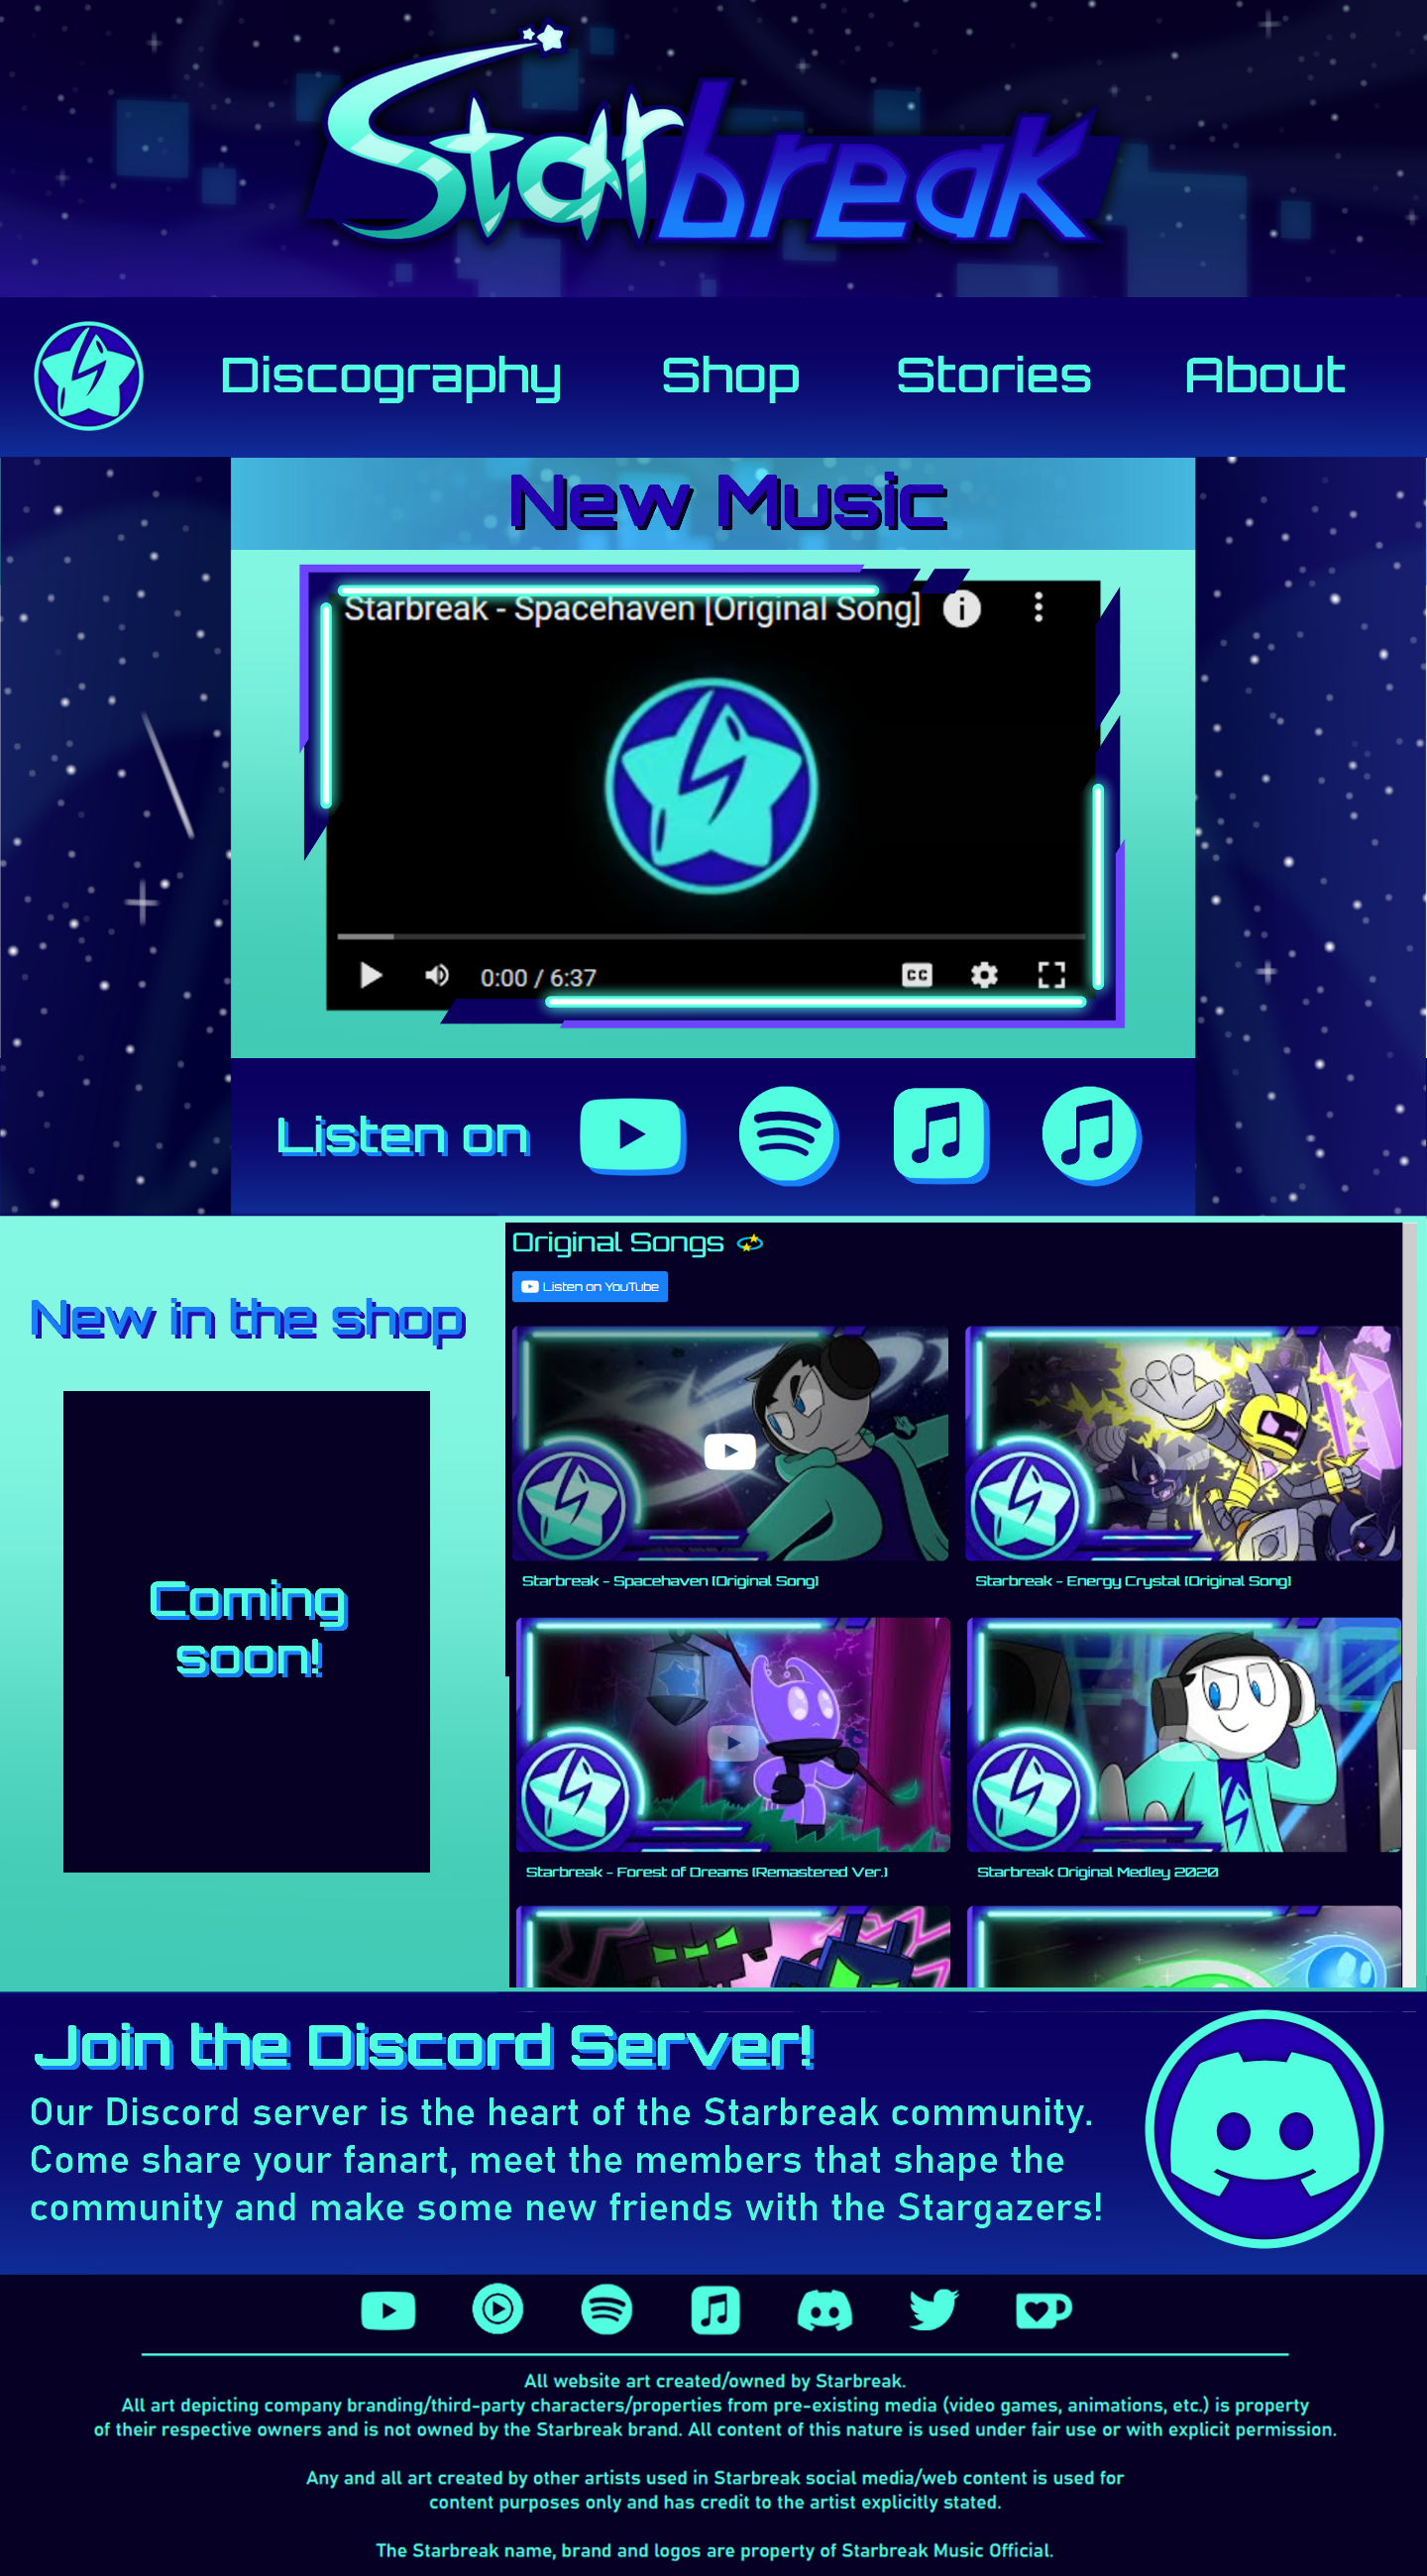 Starbreak
Discography Shop Stories About
New Music
Starbreak - Spacehaven [Original Song]
0:00 / 6:37
CC
Listen on
New in the shop
Coming
soon!
Original Songs
Listen on YouTube
Starbreak - Spacehaven [Original Song]
Starbreak - Energy Crystal [Original Song]
Starbreak - Forest of Dreams (Remastered Ver.)
Starbreak Original Medley 2020
Join the Discord Server!
Our Discord server is the heart of the Starbreak community.
Come share your fanart, meet the members that shape the
community and make some new friends with the Stargazers!
All website art created/owned by Starbreak.
All art depicting company branding/third-party characters/properties from pre-existing media (video games, animations, etc.) is property
of their respective owners and is not owned by the Starbreak brand. All content of this nature is used under fair use or with explicit permission.
Any and all art created by other artists used in Starbreak social media/web content is used for
content purposes only and has credit to the artist explicitly stated.
The Starbreak name, brand and logos are property of Starbreak Music Official.